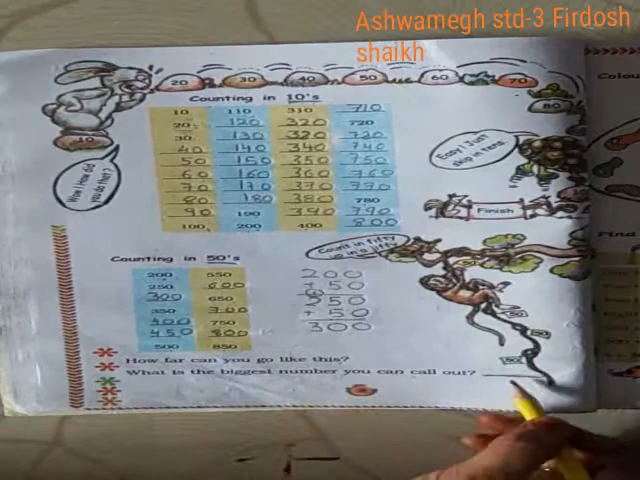 Ashwamegh std-3 Firdosh
shaikh
20 30 40 50 60 70
80
10
Wow! How did you do that?
Easy! I Just skip in tens
Finish
Counting in 10's
10 110 310 710
20 120 320 720
30 130 320 720
40 140 340 740
50 150 350 750
60 160 360 760
70 170 370 770
80 180 380 780
90 190 390 790
100 200 400 800
Count in fifty
Counting in 50's
200 550
250 600
300 650
350 700
400 750
450 800
500 850
200
+ 50
250
+ 50
300
50
50
50
How far can you go like this?
What is the biggest number you can call out?